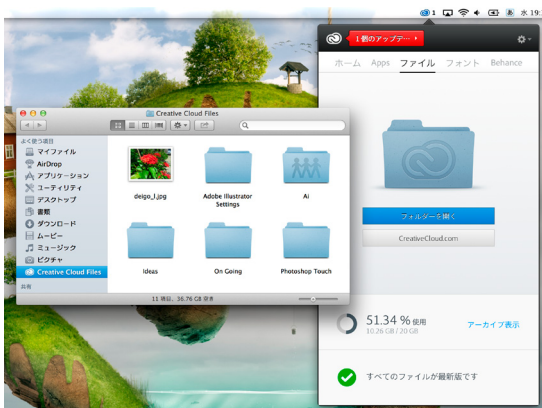 1
水 19:
1 個のアップデ…
ホーム Apps ファイル フォント Behance
Creative Cloud Files
よく使う項目
マイファイル
AirDrop
アプリケーション
ユーティリティ
デスクトップ
書類
ダウンロード
ムービー
ミュージック
ピクチャ
Creative Cloud Files
共有
deigo_l.jpg
Adobe Illustrator
Settings
Ai
Ideas
On Going
Photoshop Touch
11 項目、36.76 GB 空き
フォルダーを開く
CreativeCloud.com
51.34 % 使用
10.26 GB / 20 GB
アーカイブ表示
すべてのファイルが最新版です